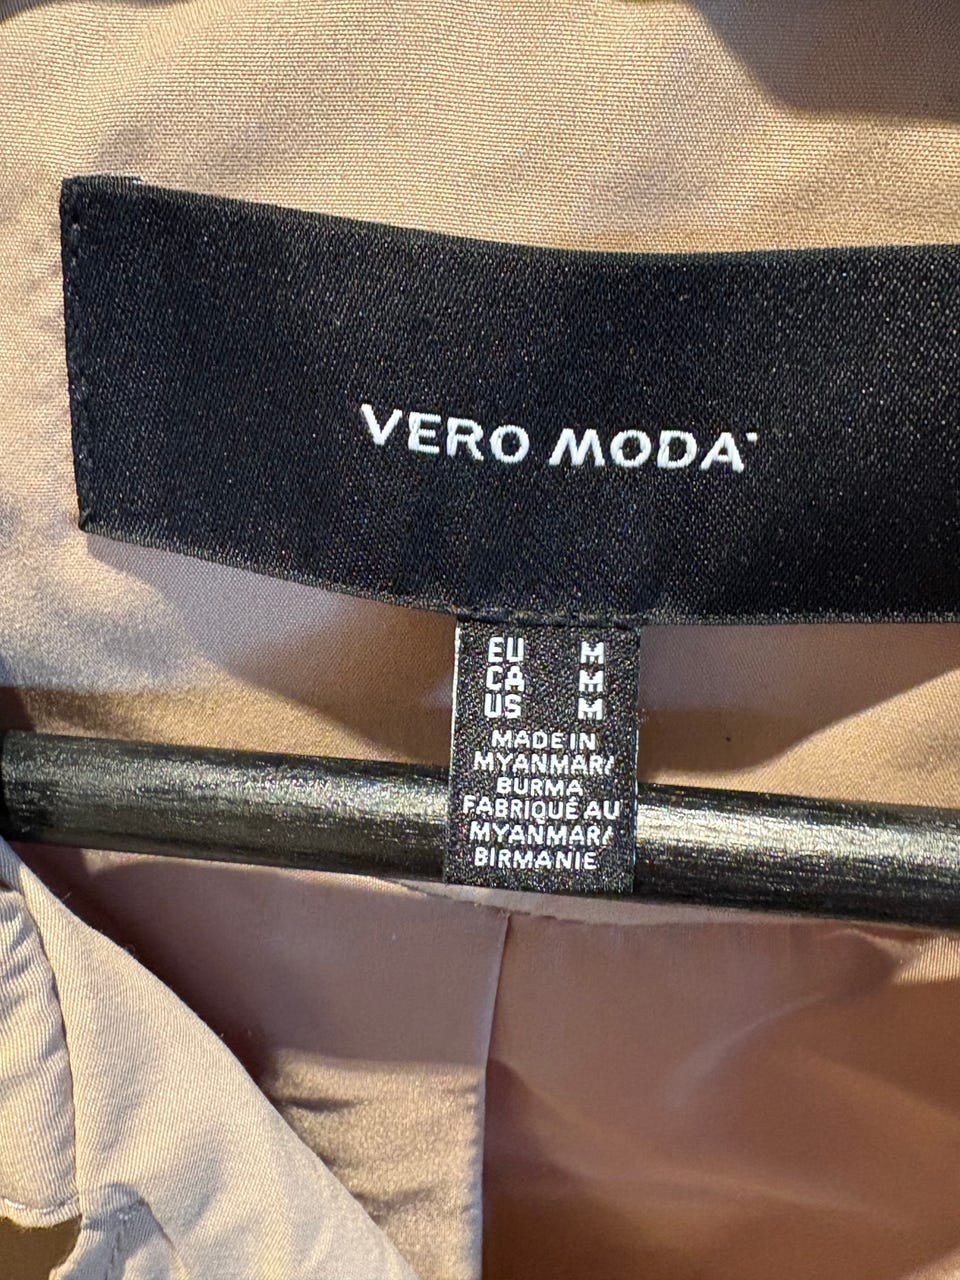 VERO MODA
EU M
CA M
US M
MADE IN
MYANMAR/
BURMA
FABRIQUÉ AU
MYANMAR/
BIRMANIE